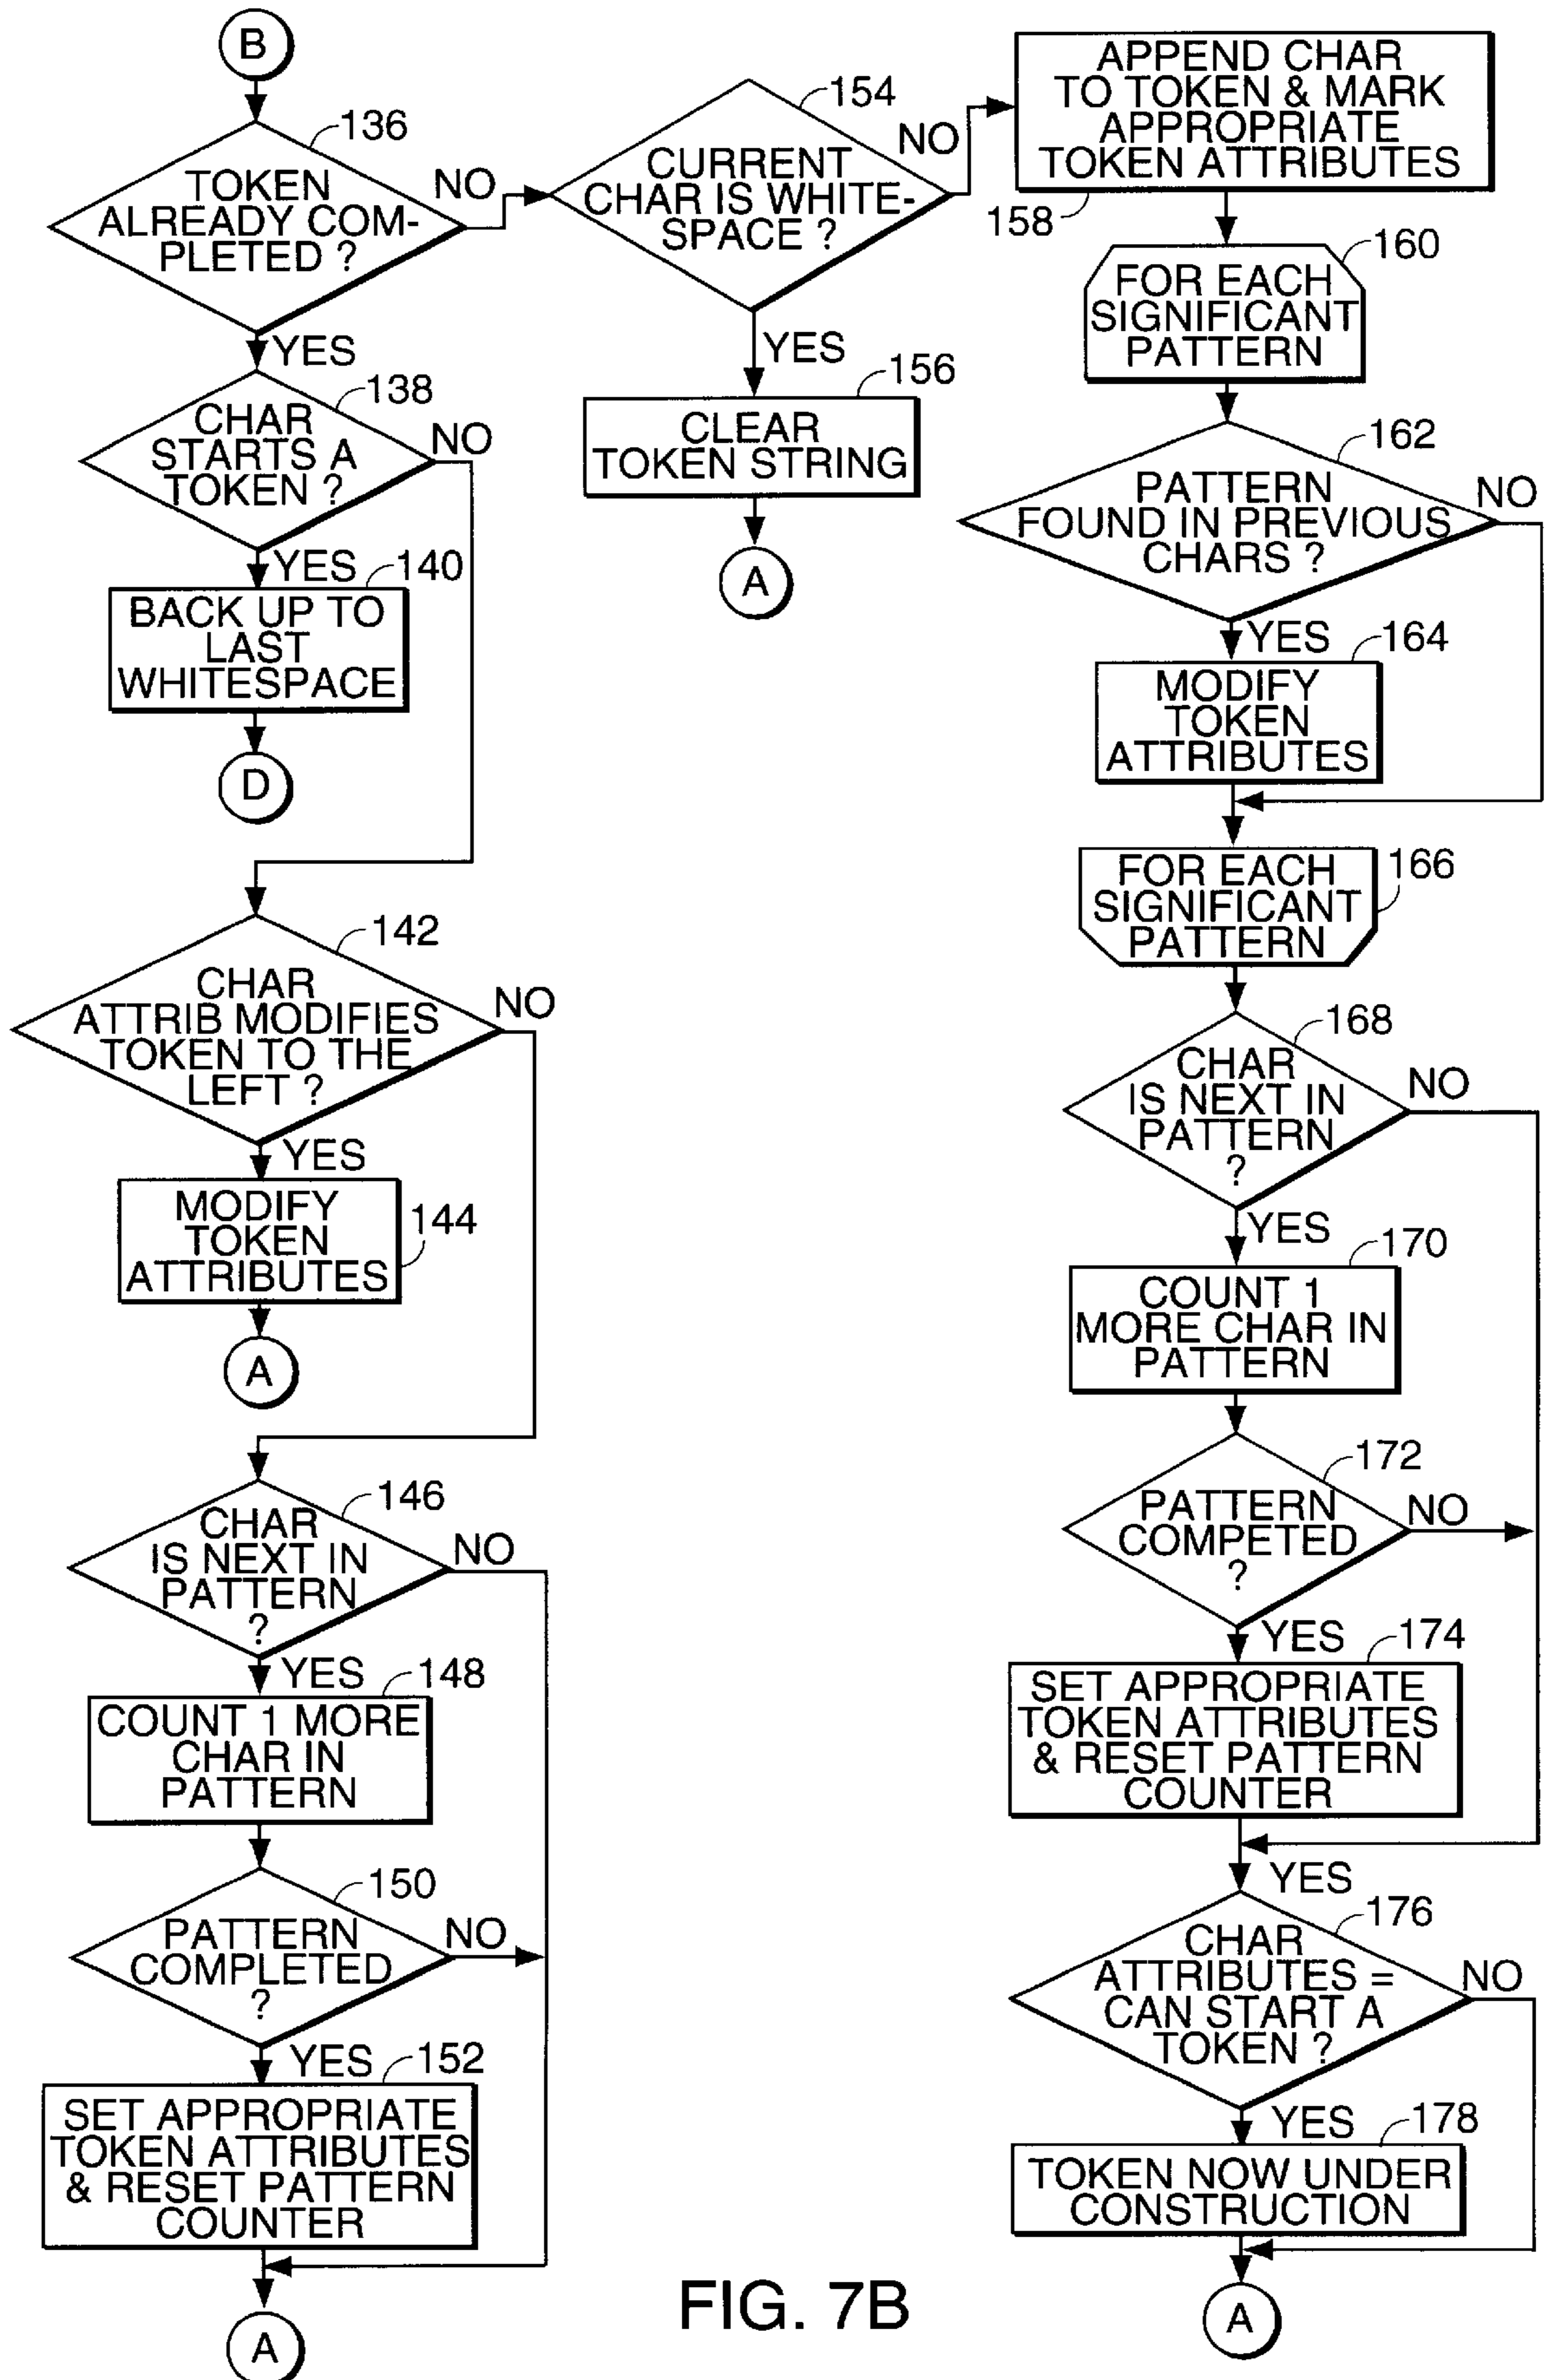 B
136
TOKEN
ALREADY COM-
PLETED ?
NO
YES
138
CHAR
STARTS A
TOKEN ?
NO
YES
140
BACK UP TO
LAST
WHITESPACE
D
142
CHAR
ATTRIB MODIFIES
TOKEN TO THE
LEFT ?
NO
YES
144
MODIFY
TOKEN
ATTRIBUTES
A
146
CHAR
IS NEXT IN
PATTERN
?
NO
YES
148
COUNT 1 MORE
CHAR IN
PATTERN
150
PATTERN
COMPLETED
?
NO
YES
152
SET APPROPRIATE
TOKEN ATTRIBUTES
& RESET PATTERN
COUNTER
A
154
CURRENT
CHAR IS WHITE-
SPACE ?
NO
YES
156
CLEAR
TOKEN STRING
A
APPEND CHAR
TO TOKEN & MARK
APPROPRIATE
TOKEN ATTRIBUTES
158
160
FOR EACH
SIGNIFICANT
PATTERN
162
PATTERN
FOUND IN PREVIOUS
CHARS ?
NO
YES
164
MODIFY
TOKEN
ATTRIBUTES
166
FOR EACH
SIGNIFICANT
PATTERN
168
CHAR
IS NEXT IN
PATTERN
?
NO
YES
170
COUNT 1
MORE CHAR IN
PATTERN
172
PATTERN
COMPETED
?
NO
YES
174
SET APPROPRIATE
TOKEN ATTRIBUTES
& RESET PATTERN
COUNTER
YES
176
CHAR
ATTRIBUTES =
CAN START A
TOKEN ?
NO
YES
178
TOKEN NOW UNDER
CONSTRUCTION
A
FIG. 7B